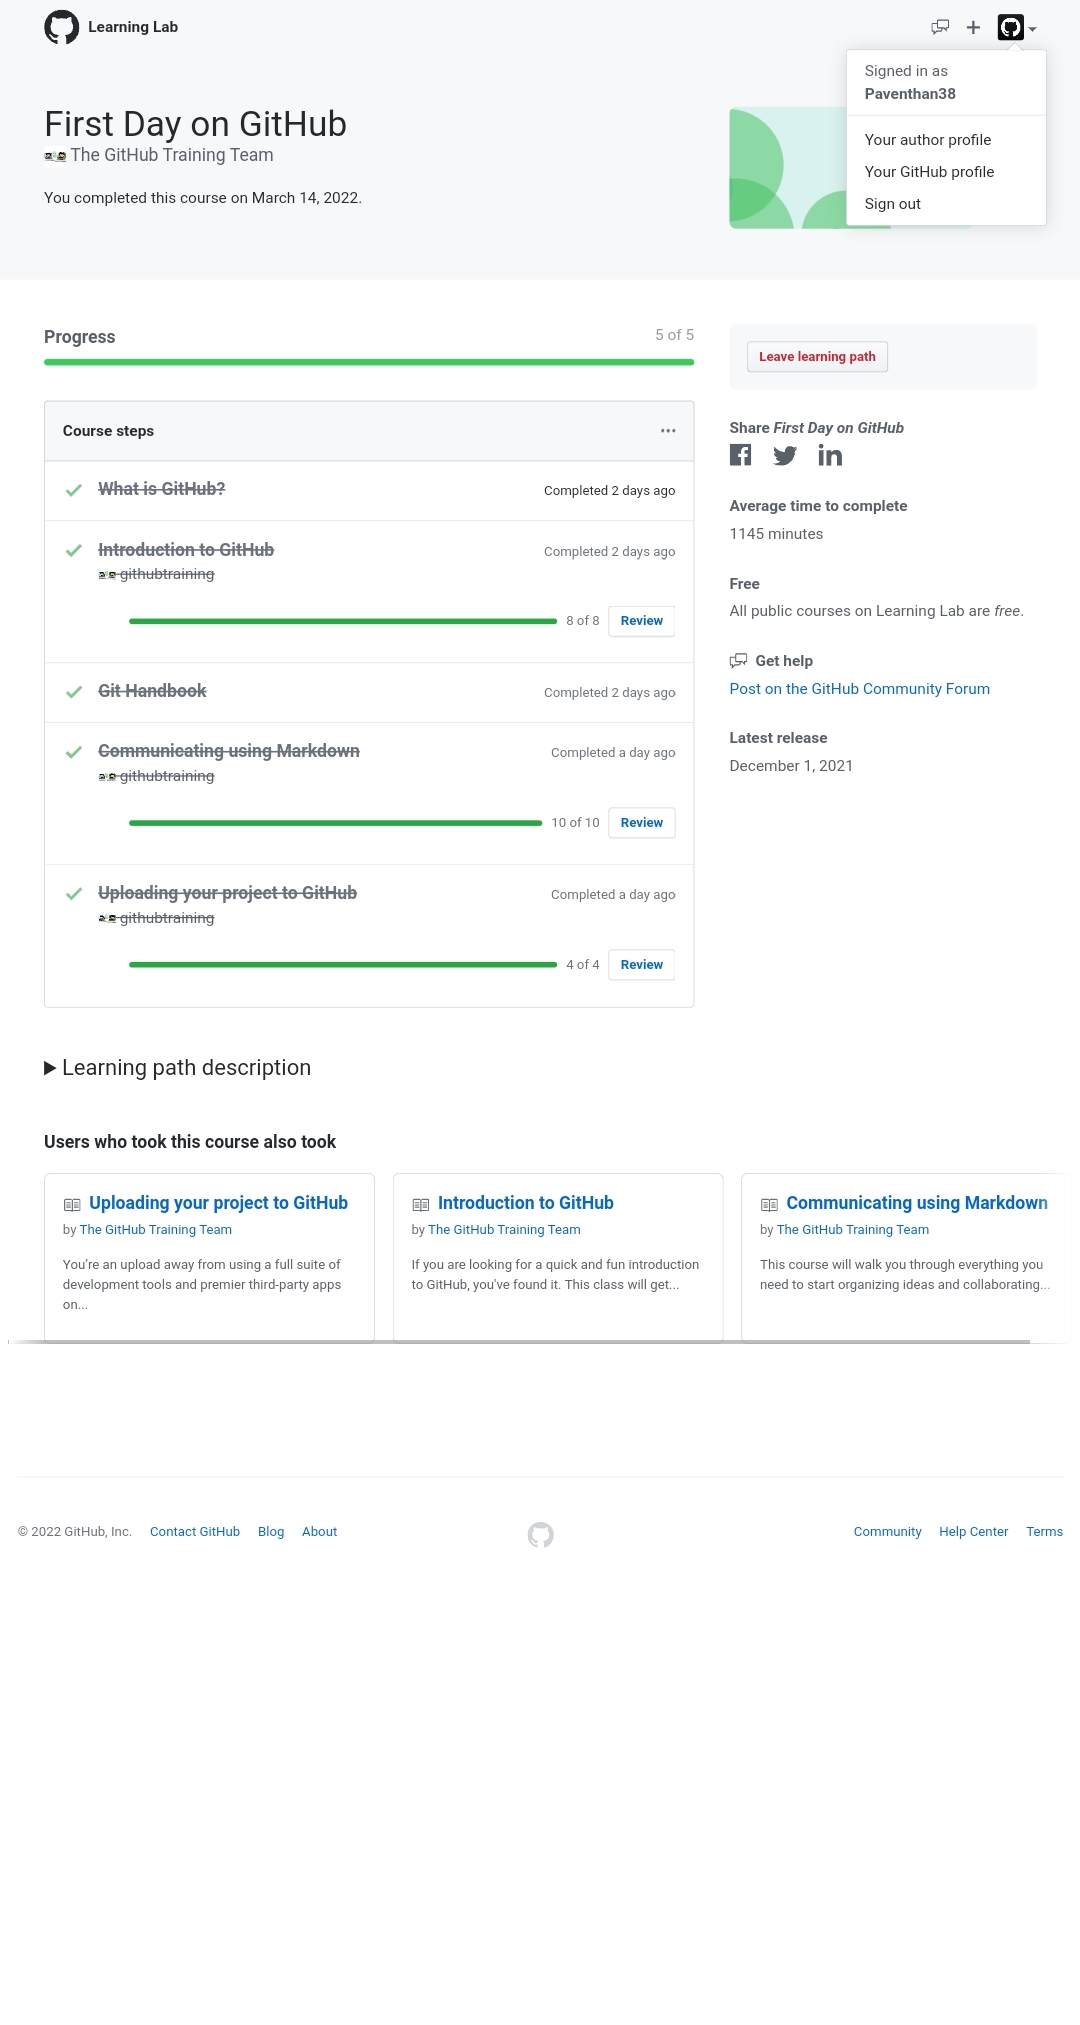 Learning Lab
Signed in as
Paventhan38
Your author profile
Your GitHub profile
Sign out
First Day on GitHub
The GitHub Training Team
You completed this course on March 14, 2022.
Progress
5 of 5
Leave learning path
Course steps
What is GitHub?
Completed 2 days ago
Introduction to GitHub
Completed 2 days ago
githubtraining
8 of 8
Review
Git Handbook
Completed 2 days ago
Communicating using Markdown
Completed a day ago
githubtraining
10 of 10
Review
Uploading your project to GitHub
Completed a day ago
githubtraining
4 of 4
Review
Share First Day on GitHub
Average time to complete
1145 minutes
Free
All public courses on Learning Lab are free.
Get help
Post on the GitHub Community Forum
Latest release
December 1, 2021
Learning path description
Users who took this course also took
Uploading your project to GitHub
by The GitHub Training Team
You're an upload away from using a full suite of
development tools and premier third-party apps
on...
Introduction to GitHub
by The GitHub Training Team
If you are looking for a quick and fun introduction
to GitHub, you've found it. This class will get...
Communicating using Markdown
by The GitHub Training Team
This course will walk you through everything you
need to start organizing ideas and collaborating...
© 2022 GitHub, Inc.
Contact GitHub
Blog
About
Community
Help Center
Terms